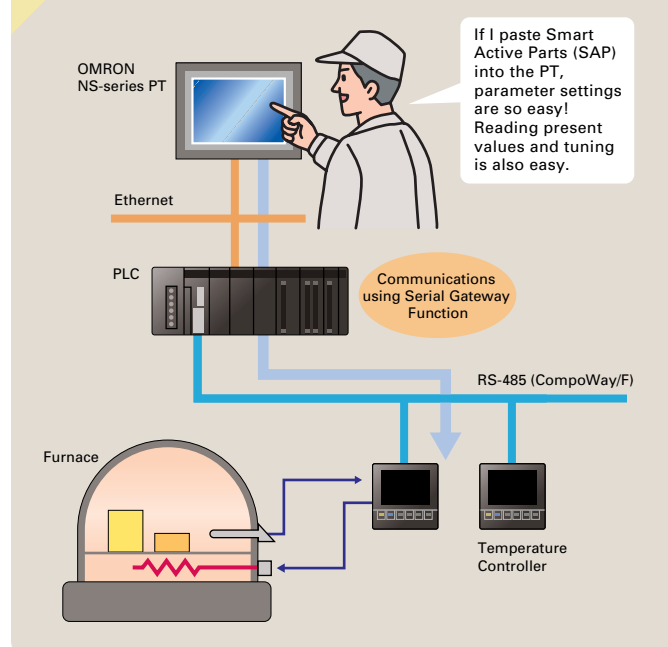 OMRON
NS-series PT
If I paste Smart
Active Parts (SAP)
into the PT,
parameter settings
are so easy!
Reading present
values and tuning
is also easy.
Ethernet
PLC
Communications
using Serial Gateway
Function
RS-485 (CompoWay/F)
Furnace
Temperature
Controller